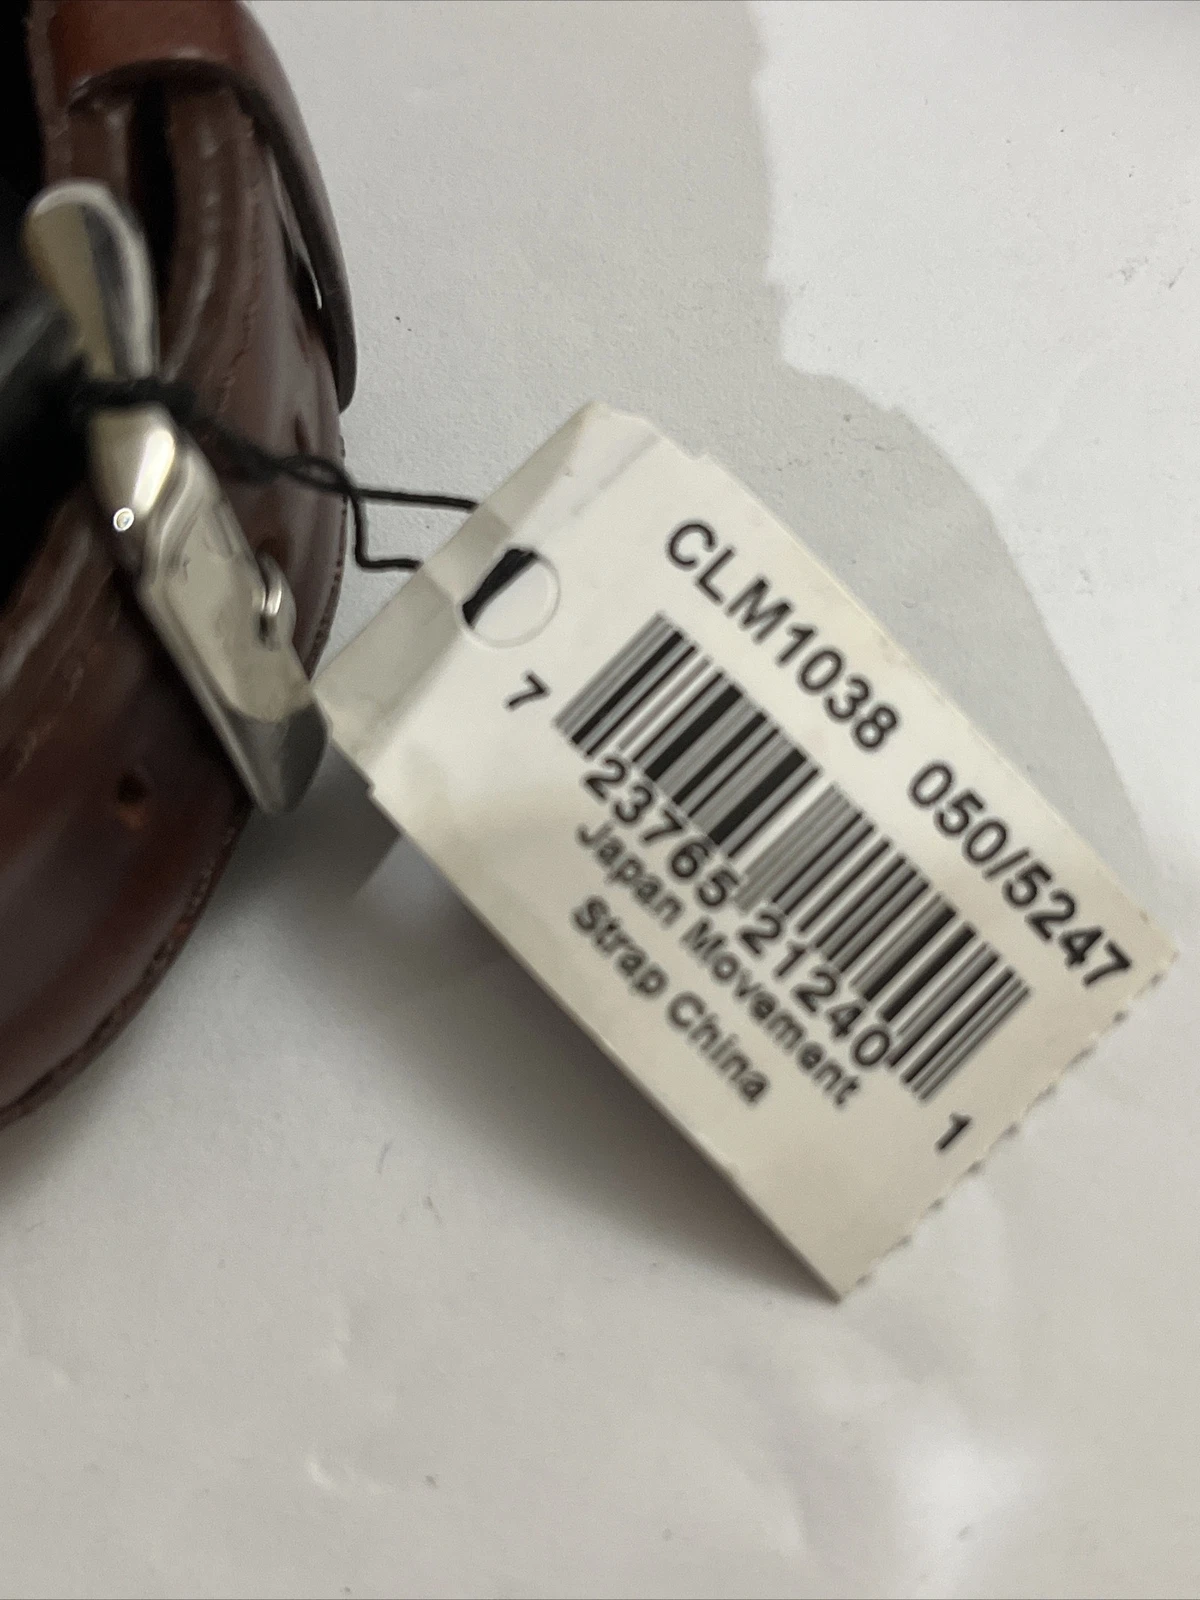 CLM1038 050/5247
7 23765 21240 1
Japan Movement
Strap China